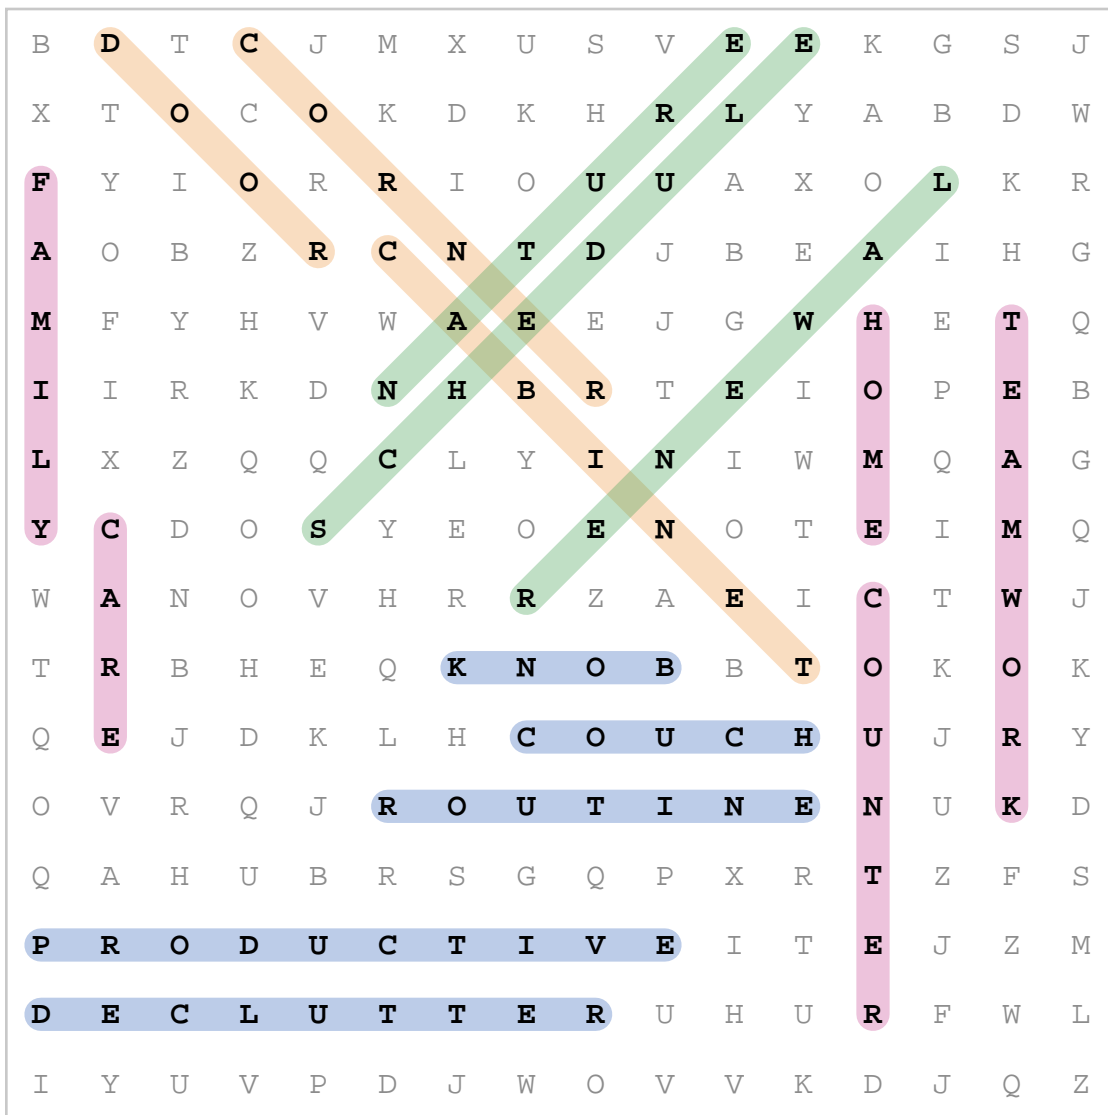 B D T C J M X U S V E E K G S J
X T O C O K D K H R L Y A B D W
F Y I O R R I O U U A X O L K R
A O B Z R C N T D J B E A I H G
M F Y H V W A E E J G W H E T Q
I I R K D N H B R T E I O P E B
L X Z Q Q C L Y I N I W M Q A G
Y C D O S Y E O E N O T E I M Q
W A N O V H R R Z A E I C T W J
T R B H E Q K N O B B T O K O K
Q E J D K L H C O U C H U J R Y
O V R Q J R O U T I N E N U K D
Q A H U B R S G Q P X R T Z F S
P R O D U C T I V E I T E J Z M
D E C L U T T E R U H U R F W L
I Y U V P D J W O V V K D J Q Z